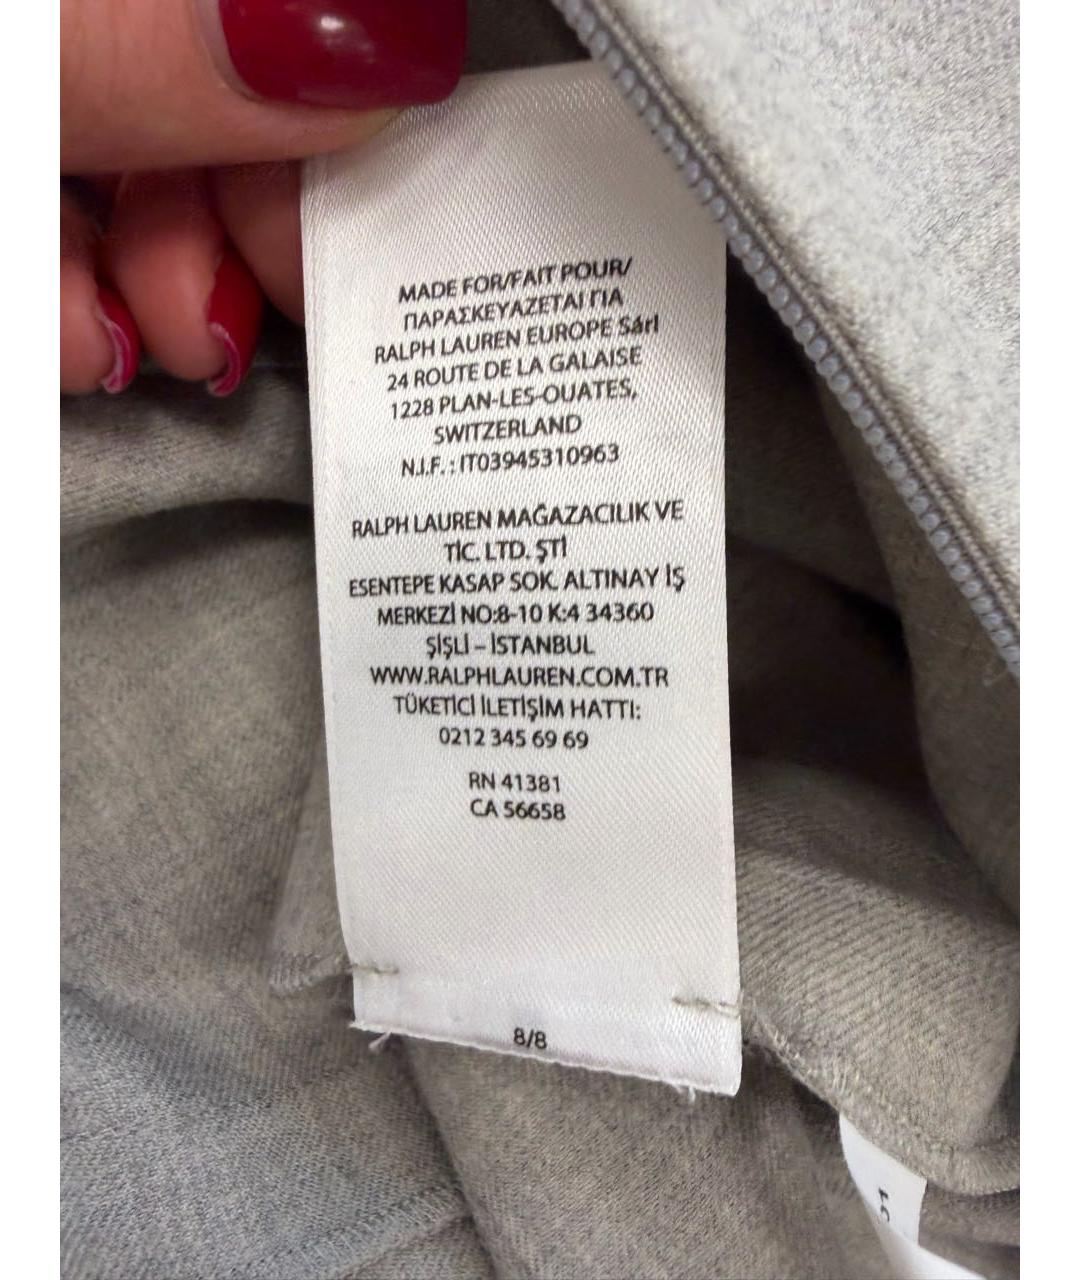 MADE FOR/FAIT POUR/
ΠΑΡΑΣΚΕΥΑΖΕΤΑΙ ΓΙΑ
RALPH LAUREN EUROPE Sárl
24 ROUTE DE LA GALAISE
1228 PLAN-LES-OUATES,
SWITZERLAND
N.I.F. : IT03945310963
RALPH LAUREN MAĞAZACILIK VE
TİC. LTD. ŞTİ
ESENTEPE KASAP SOK. ALTINAY İŞ
MERKEZİ NO:8-10 K:4 34360
ŞİŞLİ – İSTANBUL
WWW.RALPHLAUREN.COM.TR
TÜKETİCİ İLETİŞİM HATTI:
0212 345 69 69
RN 41381
CA 56658
8/8